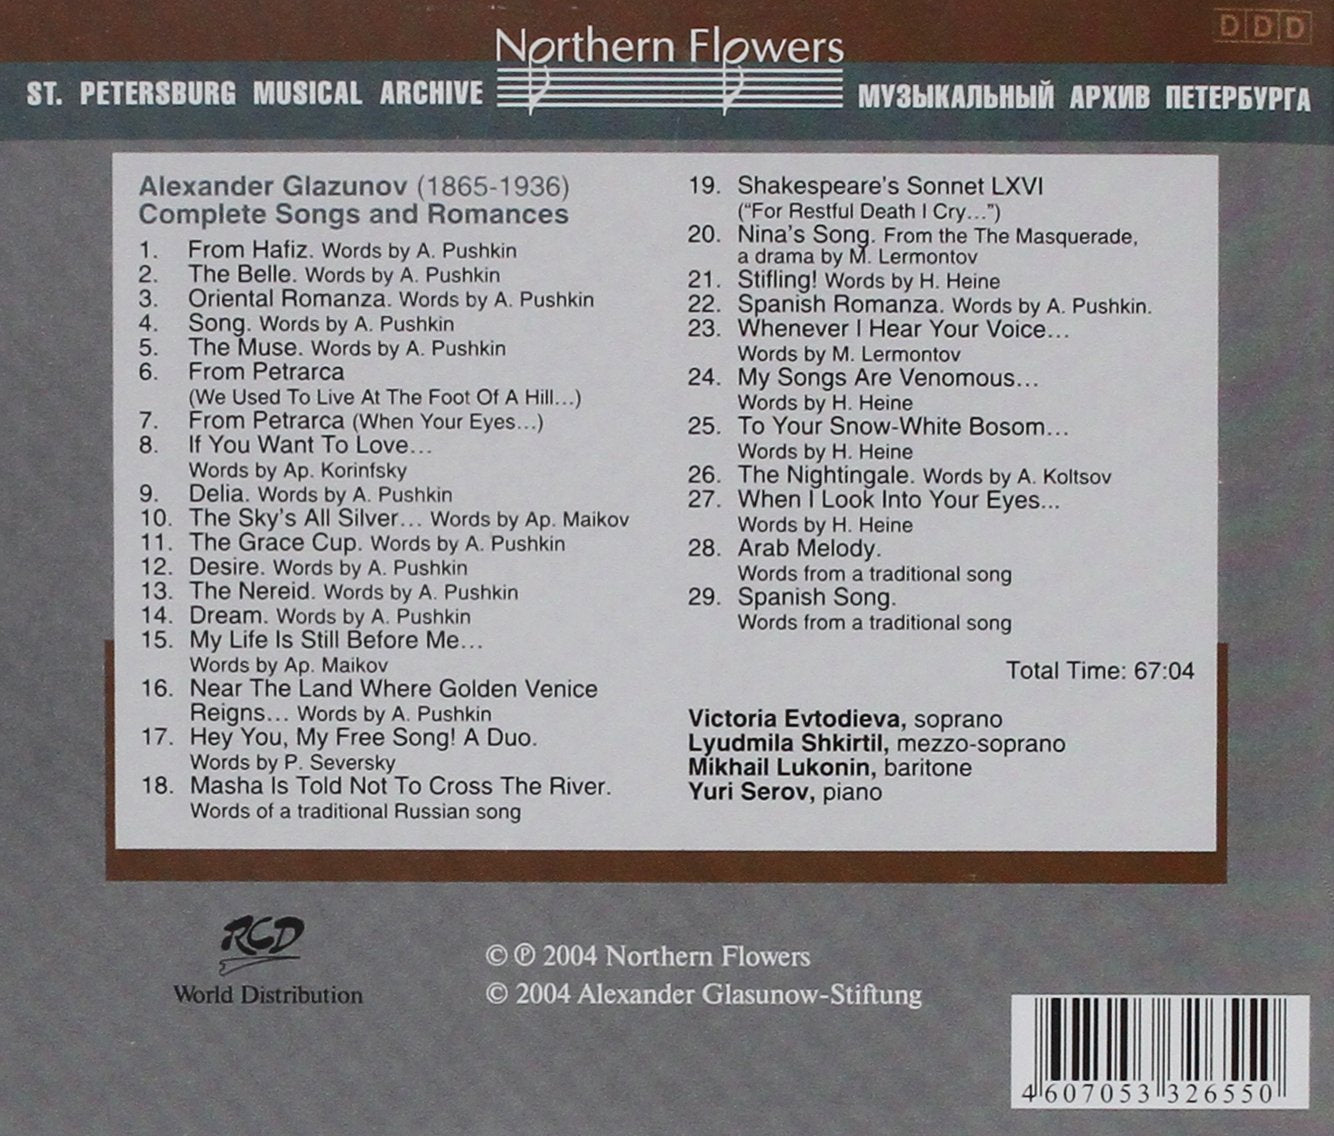 DDD
Northern Flowers
ST. PETERSBURG MUSICAL ARCHIVE
МУЗЫКАЛЬНЫЙ АРХИВ ПЕТЕРБУРГА
Alexander Glazunov (1865-1936)
Complete Songs and Romances
1. From Hafiz. Words by A. Pushkin
2. The Belle. Words by A. Pushkin
3. Oriental Romanza. Words by A. Pushkin
4. Song. Words by A. Pushkin
5. The Muse. Words by A. Pushkin
6. From Petrarca
(We Used To Live At The Foot Of A Hill...)
7. From Petrarca (When Your Eyes...)
8. If You Want To Love...
Words by Ap. Korinfsky
9. Delia. Words by A. Pushkin
10. The Sky's All Silver... Words by Ap. Maikov
11. The Grace Cup. Words by A. Pushkin
12. Desire. Words by A. Pushkin
13. The Nereid. Words by A. Pushkin
14. Dream. Words by A. Pushkin
15. My Life Is Still Before Me...
Words by Ap. Maikov
16. Near The Land Where Golden Venice
Reigns... Words by A. Pushkin
17. Hey You, My Free Song! A Duo.
Words by P. Seversky
18. Masha Is Told Not To Cross The River.
Words of a traditional Russian song
19. Shakespeare's Sonnet LXVI
("For Restful Death I Cry...")
20. Nina's Song. From the The Masquerade,
a drama by M. Lermontov
21. Stifling! Words by H. Heine
22. Spanish Romanza. Words by A. Pushkin.
23. Whenever I Hear Your Voice...
Words by M. Lermontov
24. My Songs Are Venomous...
Words by H. Heine
25. To Your Snow-White Bosom...
Words by H. Heine
26. The Nightingale. Words by A. Koltsov
27. When I Look Into Your Eyes...
Words by H. Heine
28. Arab Melody.
Words from a traditional song
29. Spanish Song.
Words from a traditional song
Total Time: 67:04
Victoria Evtodieva, soprano
Lyudmila Shkirtil, mezzo-soprano
Mikhail Lukonin, baritone
Yuri Serov, piano
RCD
World Distribution
© ℗ 2004 Northern Flowers
© 2004 Alexander Glasunow-Stiftung
4 607053 326550